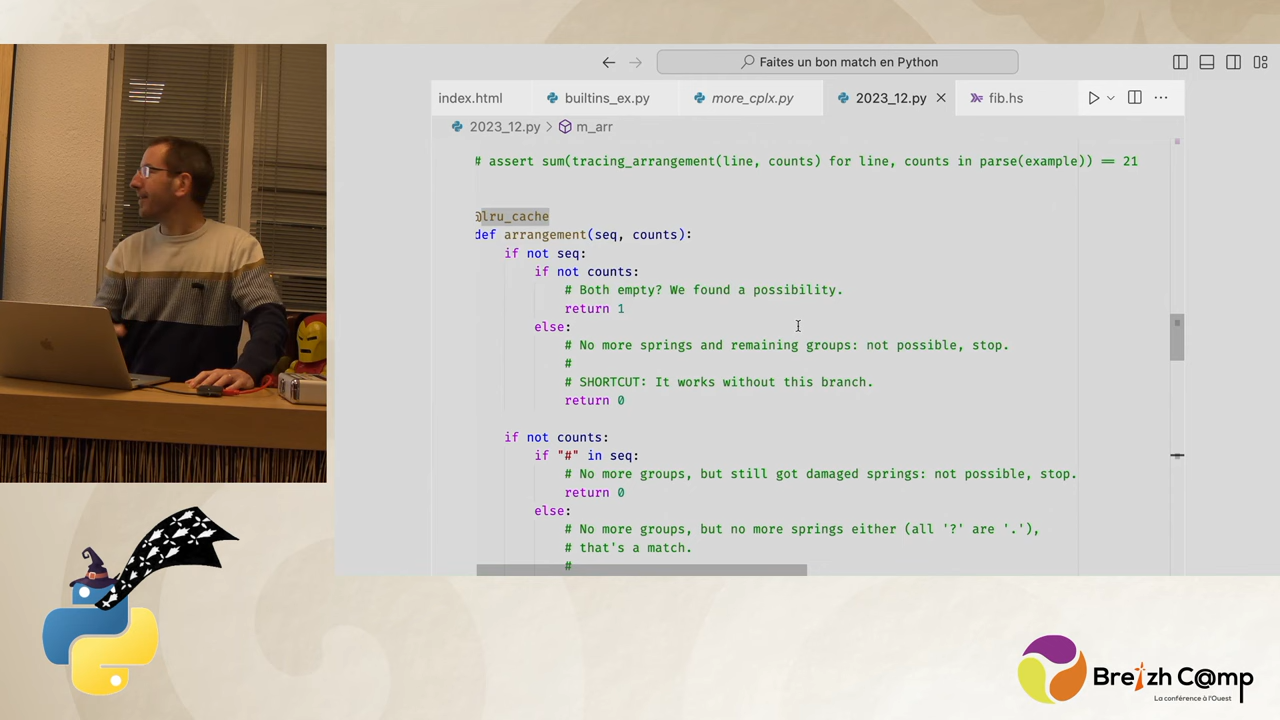 Faites un bon match en Python
index.html
builtins_ex.py
more_cplx.py
2023_12.py
fib.hs
2023_12.py > m_arr
# assert sum(tracing_arrangement(line, counts) for line, counts in parse(example)) == 21
@lru_cache
def arrangement(seq, counts):
if not seq:
if not counts:
# Both empty? We found a possibility.
return 1
else:
# No more springs and remaining groups: not possible, stop.
#
# SHORTCUT: It works without this branch.
return 0
if not counts:
if "#" in seq:
# No more groups, but still got damaged springs: not possible, stop.
return 0
else:
# No more groups, but no more springs either (all '?' are '.'),
# that's a match.
#
Breizh C@mp
La conférence à l'Ouest